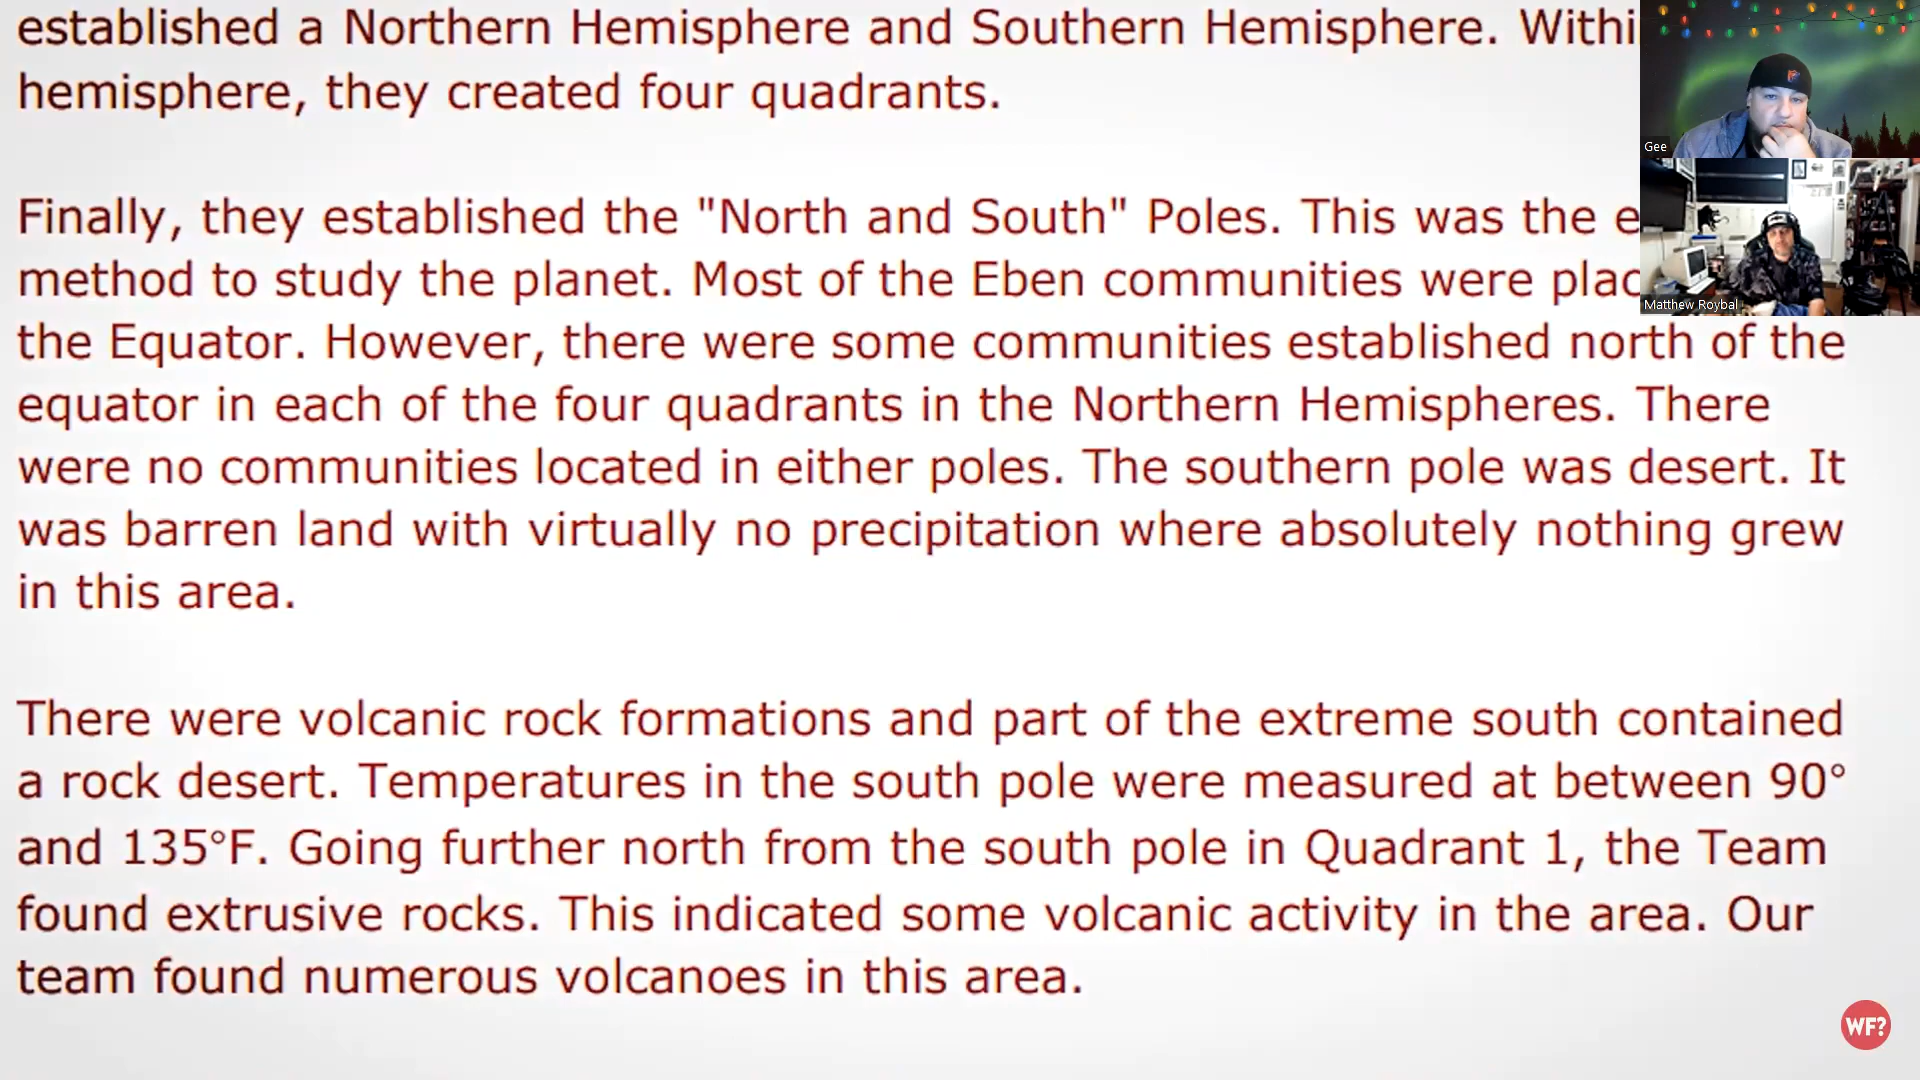 established a Northern Hemisphere and Southern Hemisphere. Withi
hemisphere, they created four quadrants.
Finally, they established the "North and South" Poles. This was the e
method to study the planet. Most of the Eben communities were plac
the Equator. However, there were some communities established north of the
equator in each of the four quadrants in the Northern Hemispheres. There
were no communities located in either poles. The southern pole was desert. It
was barren land with virtually no precipitation where absolutely nothing grew
in this area.
There were volcanic rock formations and part of the extreme south contained
a rock desert. Temperatures in the south pole were measured at between 90°
and 135°F. Going further north from the south pole in Quadrant 1, the Team
found extrusive rocks. This indicated some volcanic activity in the area. Our
team found numerous volcanoes in this area.
Gee
Matthew Roybal
WF?